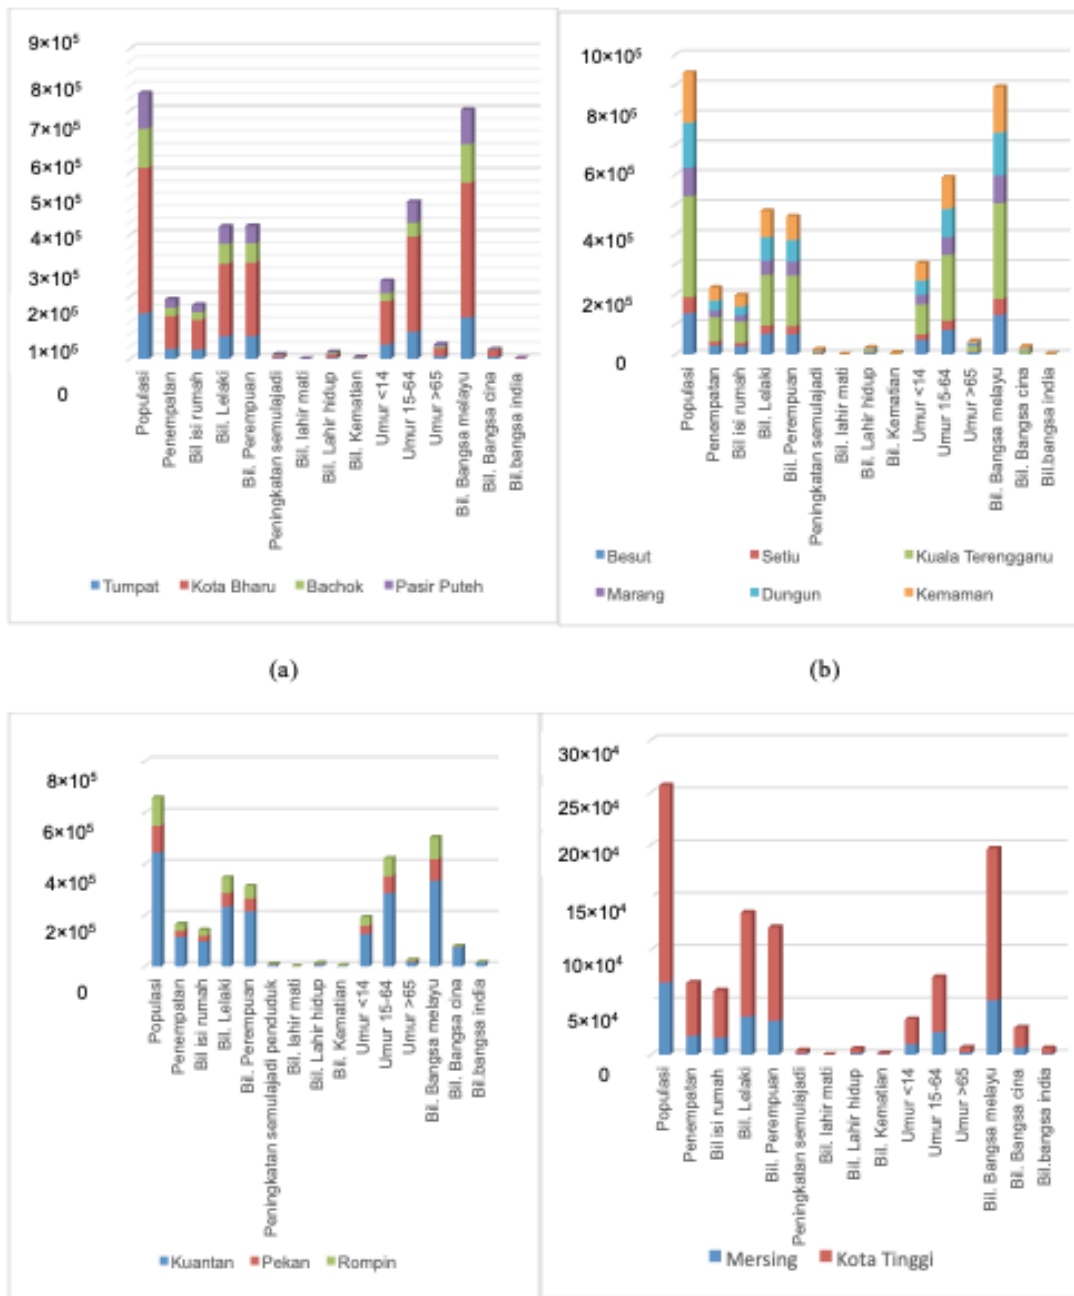 9×10⁵
8×10⁵
7×10⁵
6×10⁵
5×10⁵
4×10⁵
3×10⁵
2×10⁵
1×10⁵
0
Populasi
Penempatan
Bil isi rumah
Bil. Lelaki
Bil. Perempuan
Peningkatan semulajadi
Bil. lahir mati
Bil. Lahir hidup
Bil. Kematian
Umur <14
Umur 15-64
Umur >65
Bil. Bangsa melayu
Bil. Bangsa cina
Bil.bangsa india
Tumpat Kota Bharu Bachok Pasir Puteh
(a)
10×10⁵
8×10⁵
6×10⁵
4×10⁵
2×10⁵
0
Populasi
Penempatan
Bil isi rumah
Bil. Lelaki
Bil. Perempuan
Peningkatan semulajadi
Bil. lahir mati
Bil. Lahir hidup
Bil. Kematian
Umur <14
Umur 15-64
Umur >65
Bil. Bangsa melayu
Bil. Bangsa cina
Bil.bangsa india
Besut Setiu Kuala Terengganu
Marang Dungun Kemaman
(b)
8×10⁵
6×10⁵
4×10⁵
2×10⁵
0
Populasi
Penempatan
Bil isi rumah
Bil. Lelaki
Bil. Perempuan
Peningkatan semulajadi penduduk
Bil. lahir mati
Bil. Lahir hidup
Bil. Kematian
Umur <14
Umur 15-64
Umur >65
Bil. Bangsa melayu
Bil. Bangsa cina
Bil.bangsa india
Kuantan Pekan Rompin
30×10⁴
25×10⁴
20×10⁴
15×10⁴
10×10⁴
5×10⁴
0
Populasi
Penempatan
Bil isi rumah
Bil. Lelaki
Bil. Perempuan
Peningkatan semulajadi
Bil. lahir mati
Bil. Lahir hidup
Bil. Kematian
Umur <14
Umur 15-64
Umur >65
Bil. Bangsa melayu
Bil. Bangsa cina
Bil.bangsa india
Mersing Kota Tinggi